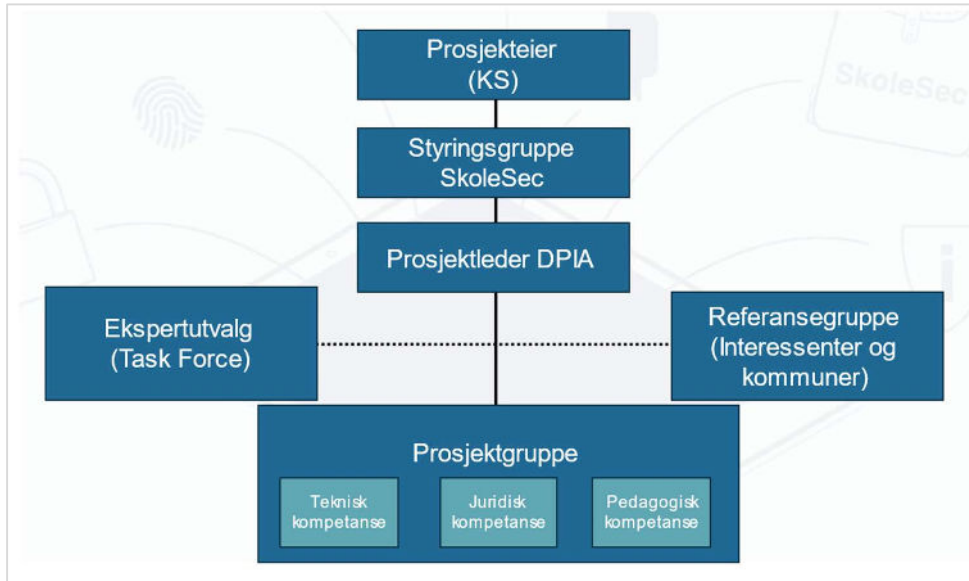 Prosjekteier
(KS)
SkoleSec
Styringsgruppe
SkoleSec
Prosjektleder DPIA
Ekspertutvalg
(Task Force)
Referansegruppe
(Interessenter og
kommuner)
Prosjektgruppe
Teknisk
kompetanse
Juridisk
kompetanse
Pedagogisk
kompetanse